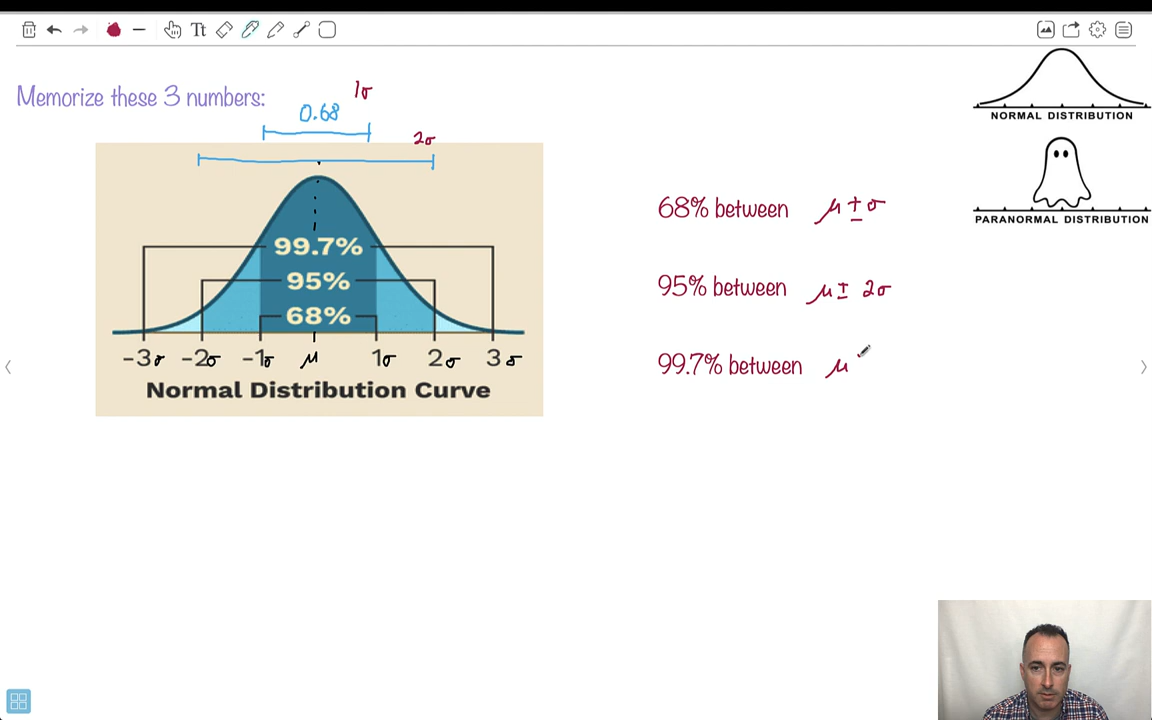 Tt
Memorize these 3 numbers:
1σ
0.68
2σ
99.7%
95%
68%
-3σ -2σ -1σ μ 1σ 2σ 3σ
Normal Distribution Curve
68% between μ ± σ
95% between μ ± 2σ
99.7% between μ
NORMAL DISTRIBUTION
PARANORMAL DISTRIBUTION